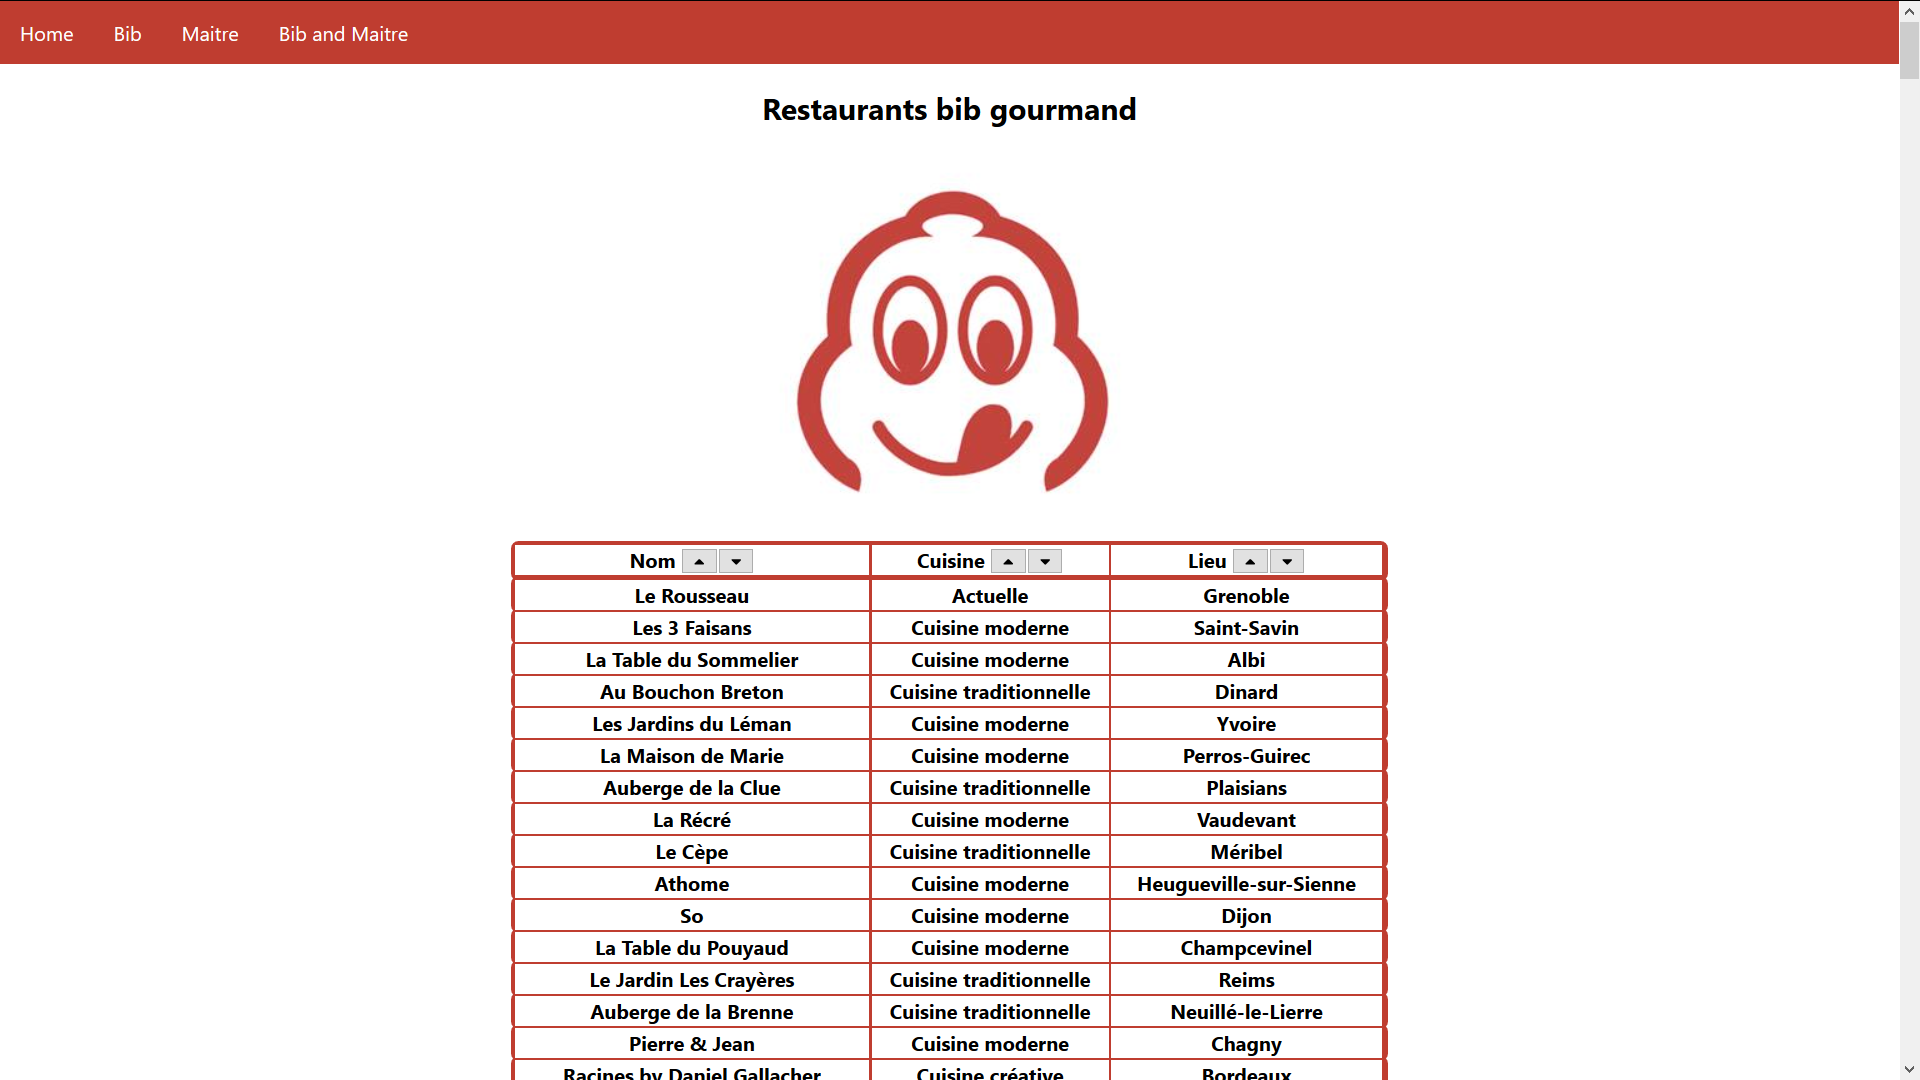 Home Bib Maitre Bib and Maitre
Restaurants bib gourmand
Nom Cuisine Lieu
Le Rousseau Actuelle Grenoble
Les 3 Faisans Cuisine moderne Saint-Savin
La Table du Sommelier Cuisine moderne Albi
Au Bouchon Breton Cuisine traditionnelle Dinard
Les Jardins du Léman Cuisine moderne Yvoire
La Maison de Marie Cuisine moderne Perros-Guirec
Auberge de la Clue Cuisine traditionnelle Plaisians
La Récré Cuisine moderne Vaudevant
Le Cèpe Cuisine traditionnelle Méribel
Athome Cuisine moderne Heugueville-sur-Sienne
So Cuisine moderne Dijon
La Table du Pouyaud Cuisine moderne Champcevinel
Le Jardin Les Crayères Cuisine traditionnelle Reims
Auberge de la Brenne Cuisine traditionnelle Neuillé-le-Lierre
Pierre & Jean Cuisine moderne Chagny
Racines by Daniel Gallacher Cuisine créative Bordeaux